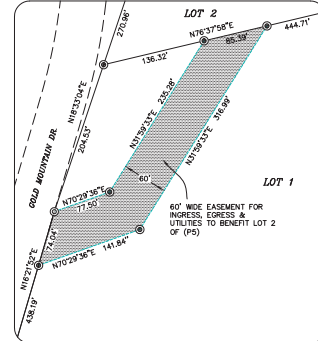 LOT 2
270.96'
N76°37'58"E
85.39'
444.71'
136.32'
N18°33'04"E
204.53'
N31°59'33"E
235.28'
N31°59'33"E
316.99'
GOLD MOUNTAIN DR.
60'
LOT 1
N70°29'36"E
77.50'
60' WIDE EASEMENT FOR
INGRESS, EGRESS &
UTILITIES TO BENEFIT LOT 2
OF (P5)
N16°21'52"E
74.04'
N70°29'36"E
141.84'
438.19'